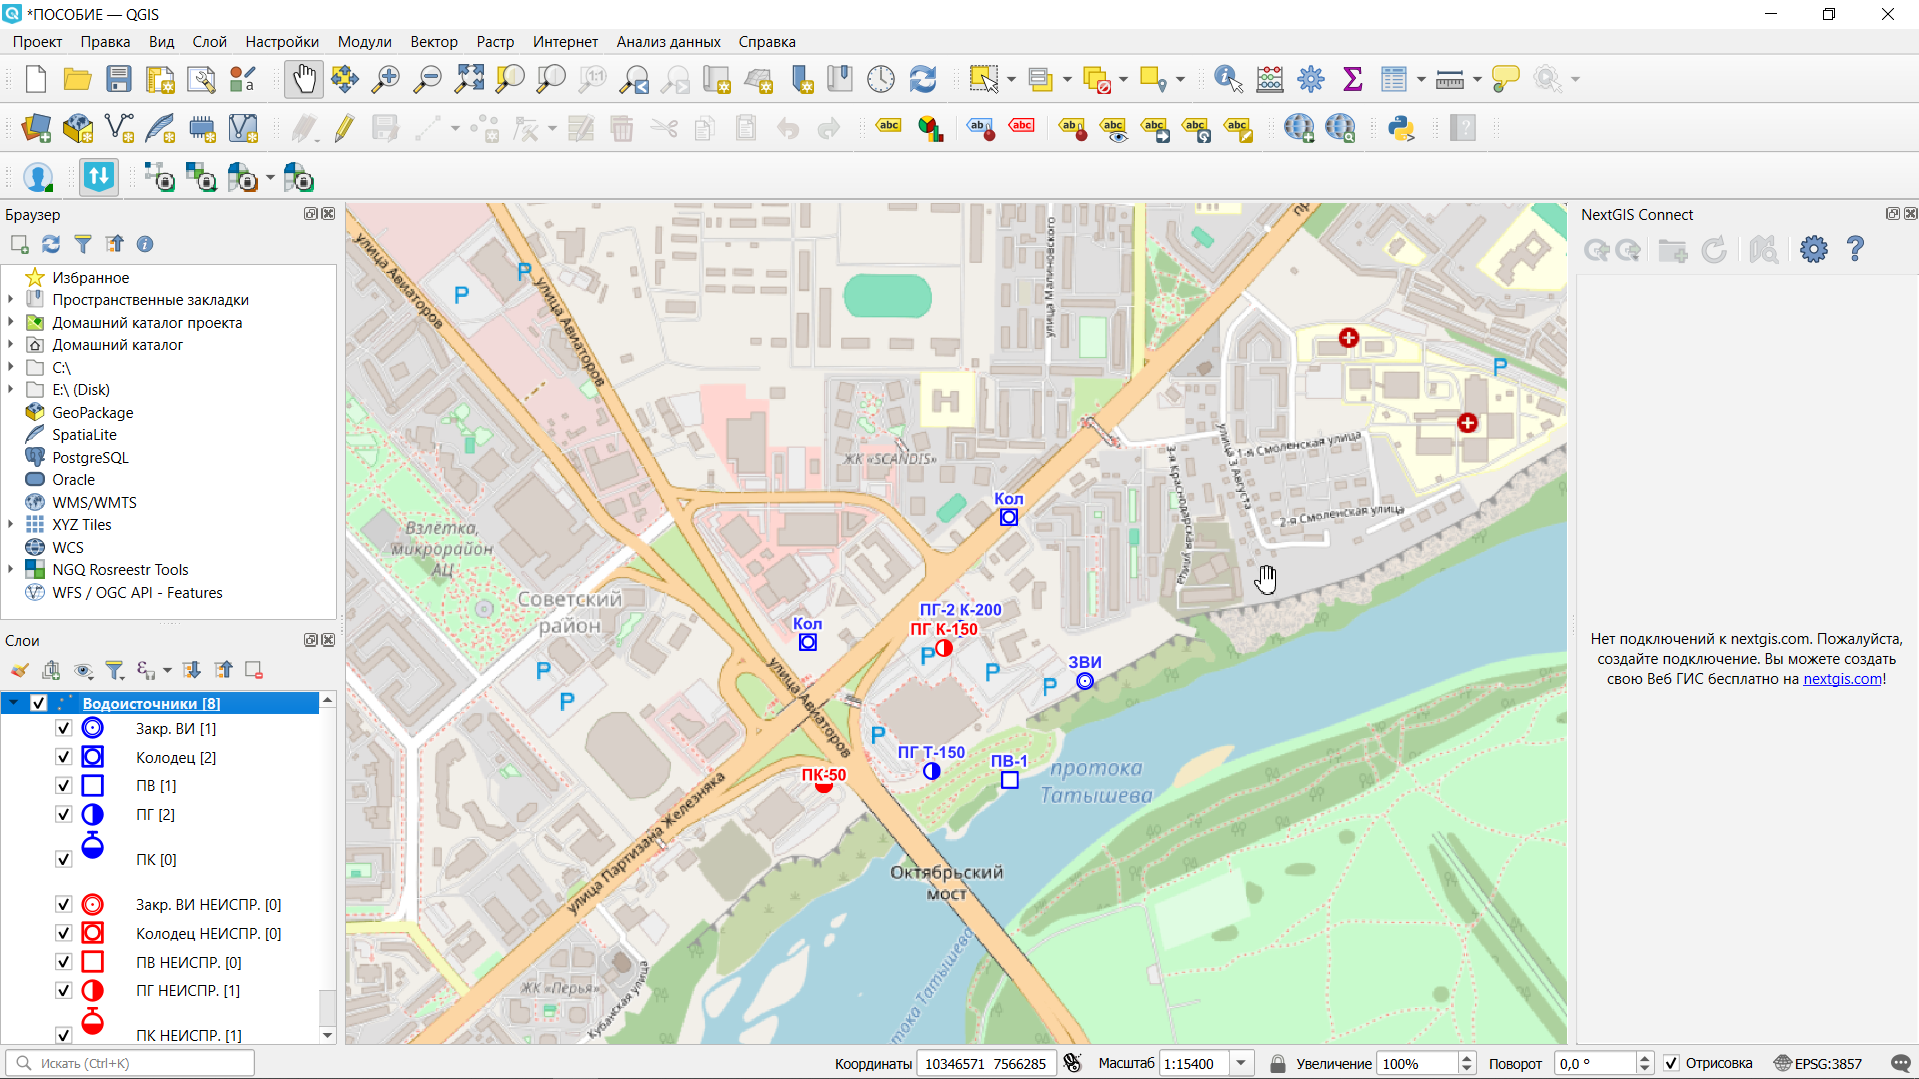 *ПОСОБИЕ — QGIS
Проект Правка Вид Слой Настройки Модули Вектор Растр Интернет Анализ данных Справка
Браузер
Избранное
Пространственные закладки
Домашний каталог проекта
Домашний каталог
C:\
E:\ (Disk)
GeoPackage
SpatiaLite
PostgreSQL
Oracle
WMS/WMTS
XYZ Tiles
WCS
NGQ Rosreestr Tools
WFS / OGC API - Features
Слои
Водоисточники [8]
Закр. ВИ [1]
Колодец [2]
ПВ [1]
ПГ [2]
ПК [0]
Закр. ВИ НЕИСПР. [0]
Колодец НЕИСПР. [0]
ПВ НЕИСПР. [0]
ПГ НЕИСПР. [1]
ПК НЕИСПР. [1]
улица Авиаторов
улица Авиаторов
улица Малиновского
ЖК «SCANDIS»
1-я Смоленская улица
улица 3 Августа
3-я Краснодарская улица
2-я Смоленская улица
Взлётка,
микрорайон
АЦ
Советский
район
Кол
Кол
ПГ-2 К-200
ПГ К-150
ЗВИ
улица Авиаторов
ПГ Т-150
ПВ-1
ПК-50
протока
Татышева
улица Партизана Железняка
Октябрьский
мост
ЖК «Перья»
Кубанская улица
протока Татышева
P
P
P
P
P
P
P
P
P
NextGIS Connect
Нет подключений к nextgis.com. Пожалуйста,
создайте подключение. Вы можете создать
свою Веб ГИС бесплатно на nextgis.com!
Искать (Ctrl+K)
Координаты 10346571 7566285 Масштаб 1:15400 Увеличение 100% Поворот 0,0 ° Отрисовка EPSG:3857